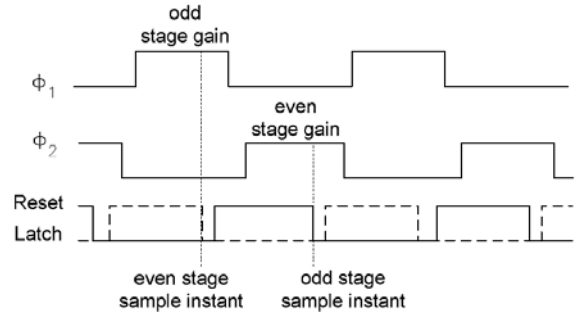 odd
stage gain
ϕ1
even
stage gain
ϕ2
Reset
Latch
even stage
sample instant
odd stage
sample instant